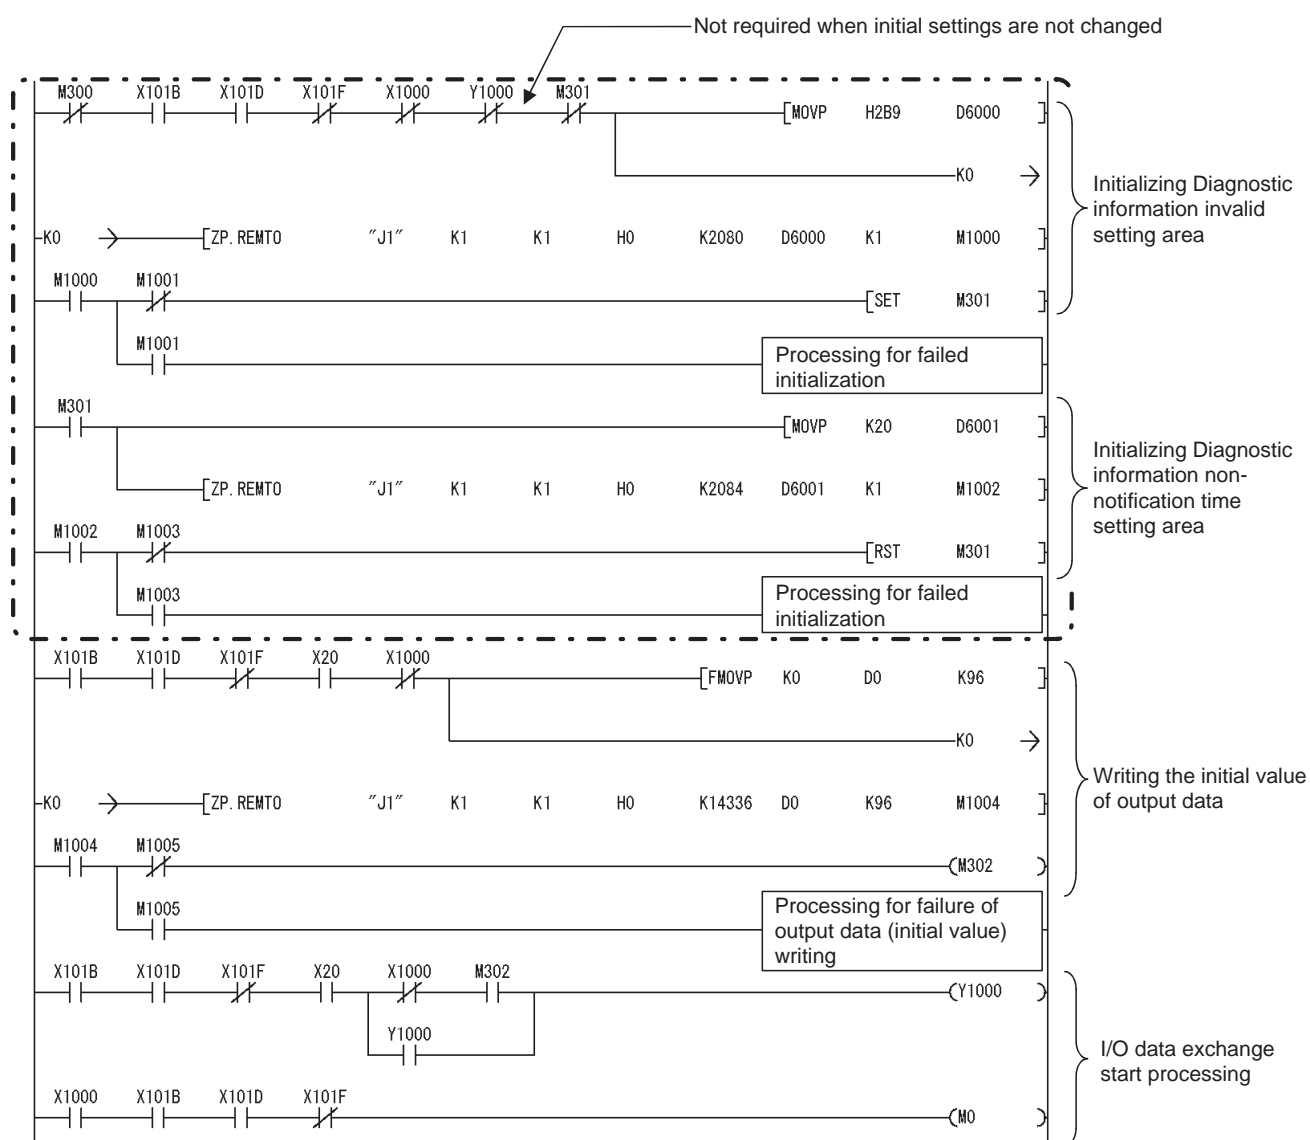 Not required when initial settings are not changed
M300 X101B X101D X101F X1000 Y1000 M301
MOVP H2B9 D6000
K0
Initializing Diagnostic
information invalid
setting area
K0 ZP.REMTO "J1" K1 K1 H0 K2080 D6000 K1 M1000
M1000 M1001
SET M301
M1001
Processing for failed
initialization
M301
MOVP K20 D6001
Initializing Diagnostic
information non-
notification time
setting area
ZP.REMTO "J1" K1 K1 H0 K2084 D6001 K1 M1002
M1002 M1003
RST M301
M1003
Processing for failed
initialization
X101B X101D X101F X20 X1000
FMOVP K0 D0 K96
K0
Writing the initial value
of output data
K0 ZP.REMTO "J1" K1 K1 H0 K14336 D0 K96 M1004
M1004 M1005
M302
M1005
Processing for failure of
output data (initial value)
writing
X101B X101D X101F X20 X1000 M302
Y1000
Y1000
I/O data exchange
start processing
X1000 X101B X101D X101F
M0